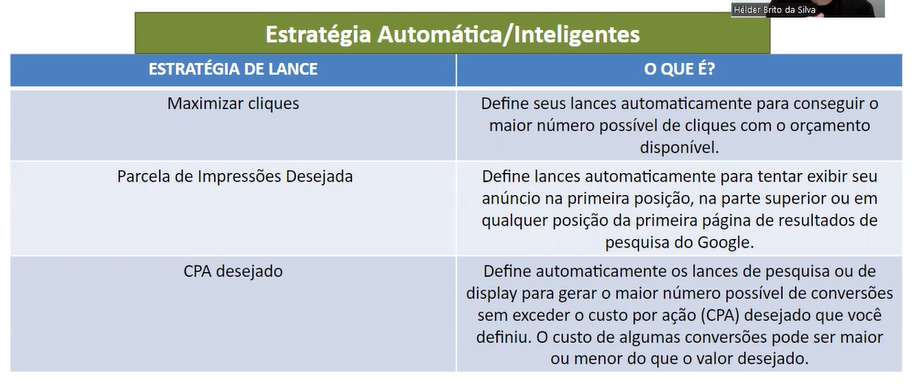 Hélder Brito da Silva
Estratégia Automática/Inteligentes
ESTRATÉGIA DE LANCE
O QUE É?
Maximizar cliques
Define seus lances automaticamente para conseguir o
maior número possível de cliques com o orçamento
disponível.
Parcela de Impressões Desejada
Define lances automaticamente para tentar exibir seu
anúncio na primeira posição, na parte superior ou em
qualquer posição da primeira página de resultados de
pesquisa do Google.
CPA desejado
Define automaticamente os lances de pesquisa ou de
display para gerar o maior número possível de conversões
sem exceder o custo por ação (CPA) desejado que você
definiu. O custo de algumas conversões pode ser maior
ou menor do que o valor desejado.